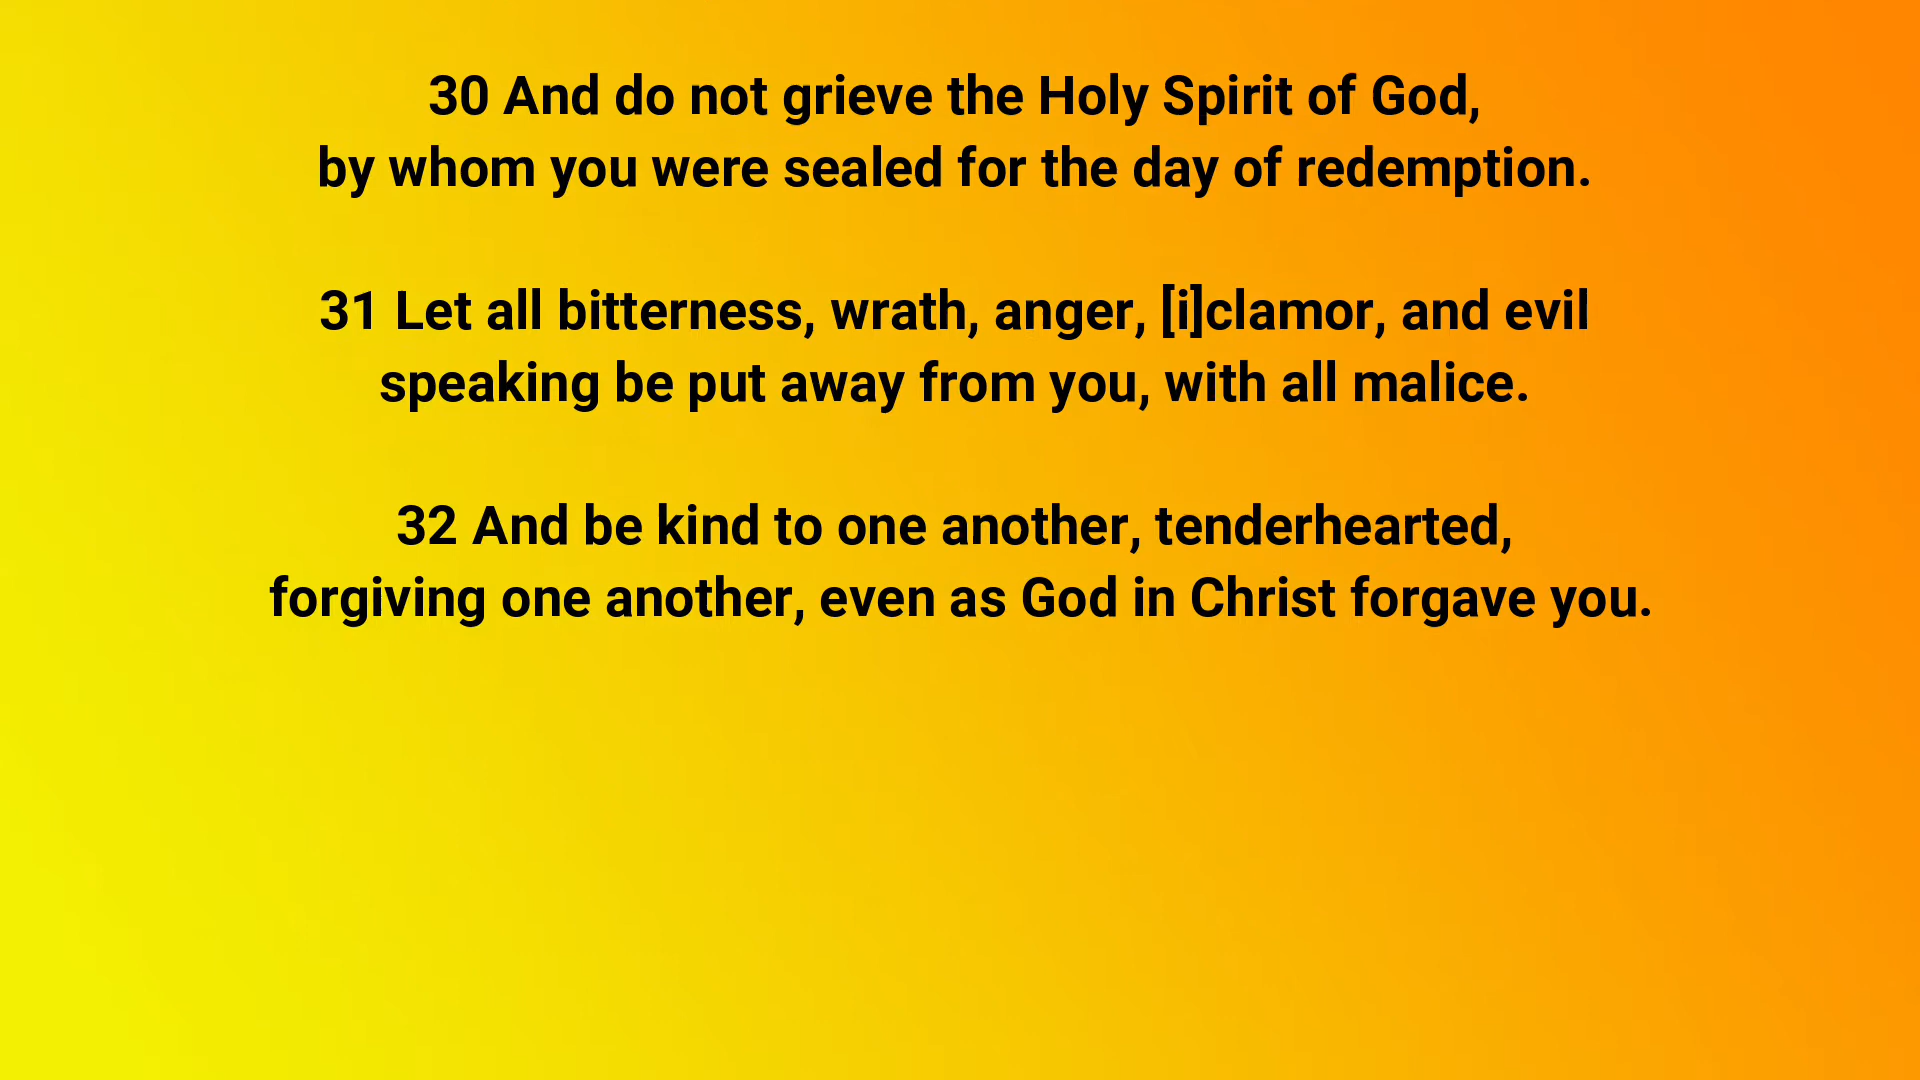 30 And do not grieve the Holy Spirit of God,
by whom you were sealed for the day of redemption.
31 Let all bitterness, wrath, anger, [i]clamor, and evil
speaking be put away from you, with all malice.
32 And be kind to one another, tenderhearted,
forgiving one another, even as God in Christ forgave you.